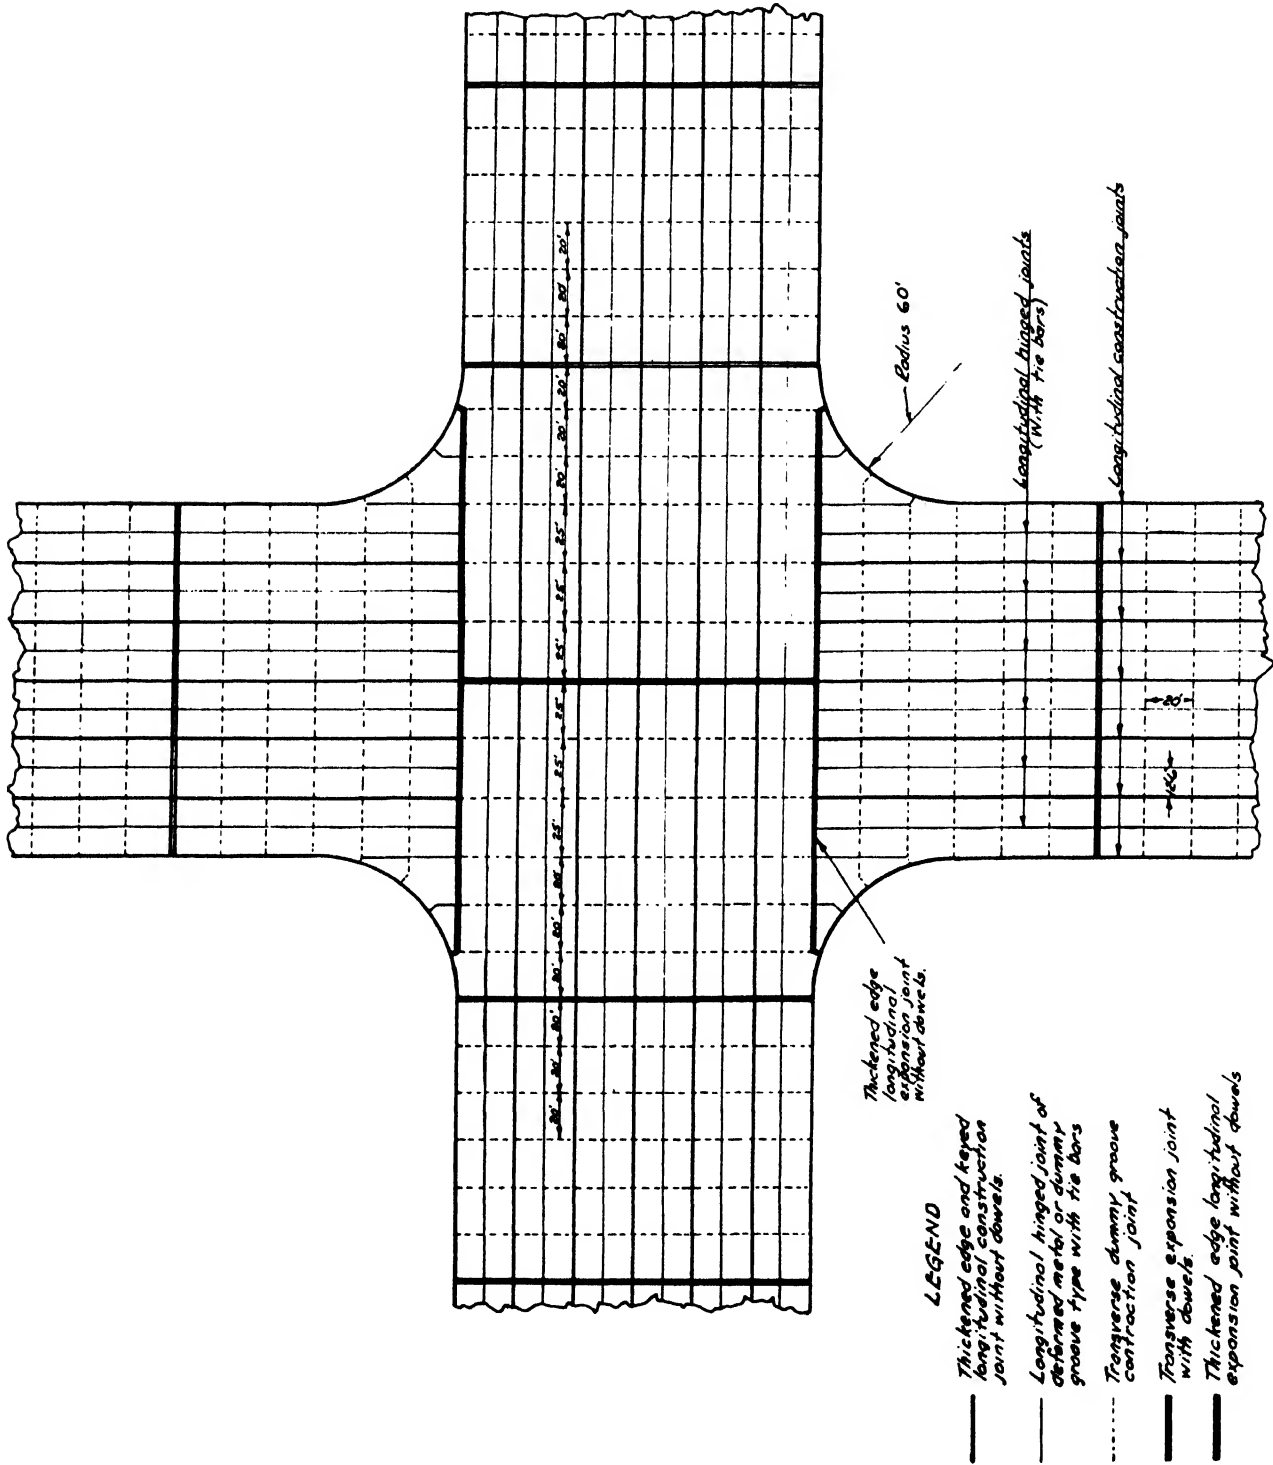 20' 20' 20' 20' 20' 20' 25' 25' 25' 25' 25' 25' 20' 20' 20' 20' 20' 20'
Radius 60'
Longitudinal hinged joints
(With tie bars)
Longitudinal construction joints
20'
12'6"
Thickened edge
longitudinal
expansion joint
without dowels.
LEGEND
Thickened edge and keyed
longitudinal construction
joint without dowels.
Longitudinal hinged joint of
deformed metal or dummy
groove type with tie bars
Transverse dummy groove
contraction joint
Transverse expansion joint
with dowels.
Thickened edge longitudinal
expansion joint without dowels